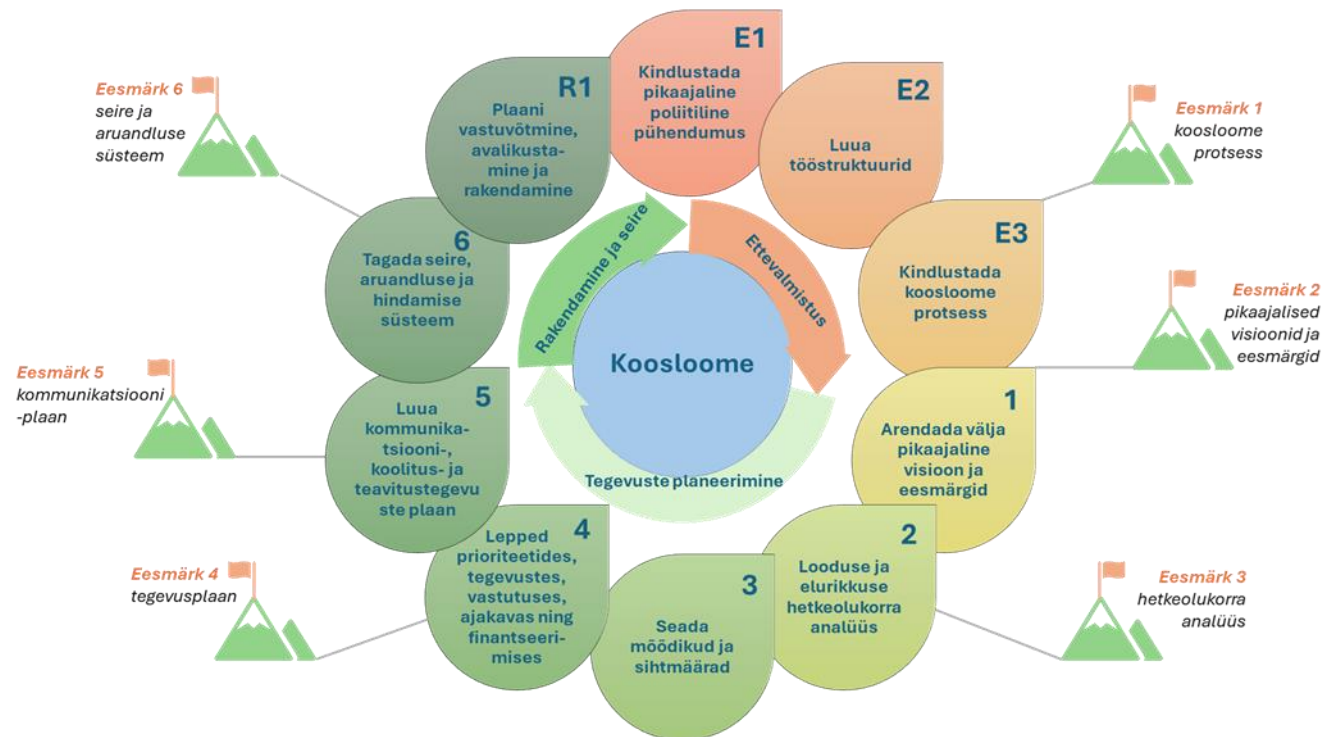 E1
Kindlustada
pikaajaline
poliitiline
pühendumus
E2
Luua
tööstruktuurid
E3
Kindlustada
koosloome
protsess
1
Arendada välja
pikaajaline
visioon ja
eesmärgid
2
Looduse ja
elurikkuse
hetkeolukorra
analüüs
3
Seada
mõõdikud ja
sihtmäärad
4
Lepped
prioriteetides,
tegevustes,
vastutuses,
ajakavas ning
finantseeri-
mises
5
Luua
kommunika-
tsiooni-,
koolitus- ja
teavitustegevu
ste plaan
6
Tagada seire,
aruandluse ja
hindamise
süsteem
R1
Plaani
vastuvõtmine,
avalikusta-
mine ja
rakendamine
Koosloome
Ettevalmistus
Tegevuste planeerimine
Rakendamine ja seire
Eesmärk 1
koosloome
protsess
Eesmärk 2
pikaajalised
visioonid ja
eesmärgid
Eesmärk 3
hetkeolukorra
analüüs
Eesmärk 4
tegevusplaan
Eesmärk 5
kommunikatsiooni
-plaan
Eesmärk 6
seire ja
aruandluse
süsteem